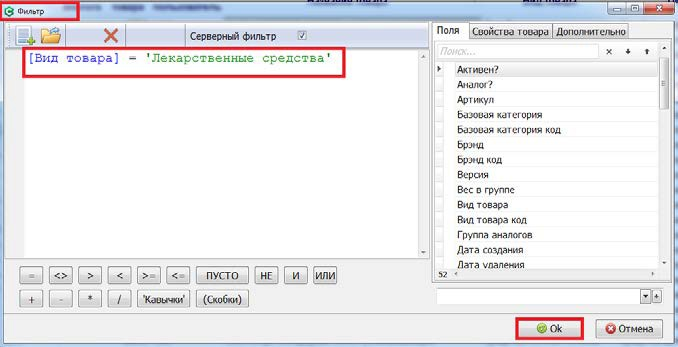 Фильтр
Серверный фильтр
[Вид товара] = 'Лекарственные средства'
Поля Свойства товара Дополнительно
Поиск...
Активен?
Аналог?
Артикул
Базовая категория
Базовая категория код
Брэнд
Брэнд код
Версия
Вес в группе
Вид товара
Вид товара код
Группа аналогов
Дата создания
Дата удаления
52
= <> > < >= <= ПУСТО НЕ И ИЛИ
+ - * / 'Кавычки' (Скобки)
Ok Отмена